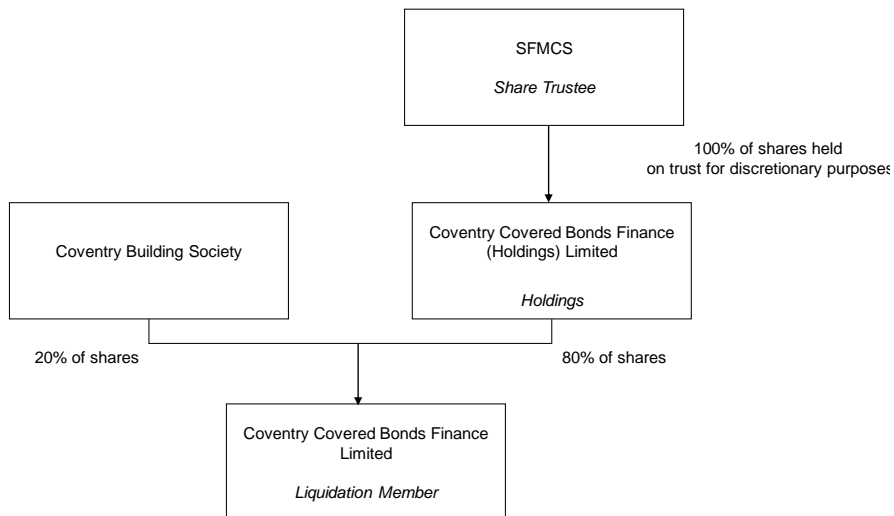 SFMCS
Share Trustee
100% of shares held
on trust for discretionary purposes
Coventry Building Society
Coventry Covered Bonds Finance
(Holdings) Limited
Holdings
20% of shares
80% of shares
Coventry Covered Bonds Finance
Limited
Liquidation Member